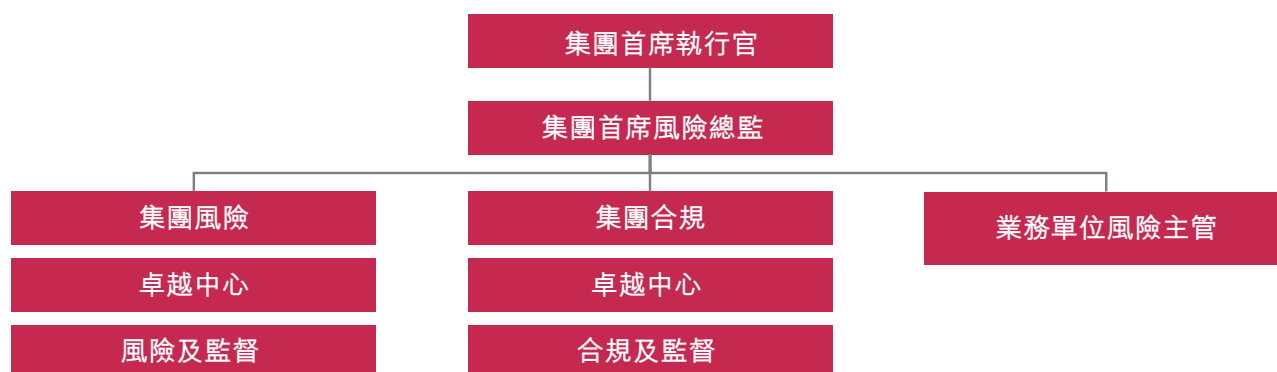 集團首席執行官
集團首席風險總監
集團風險
集團合規
業務單位風險主管
卓越中心
卓越中心
風險及監督
合規及監督